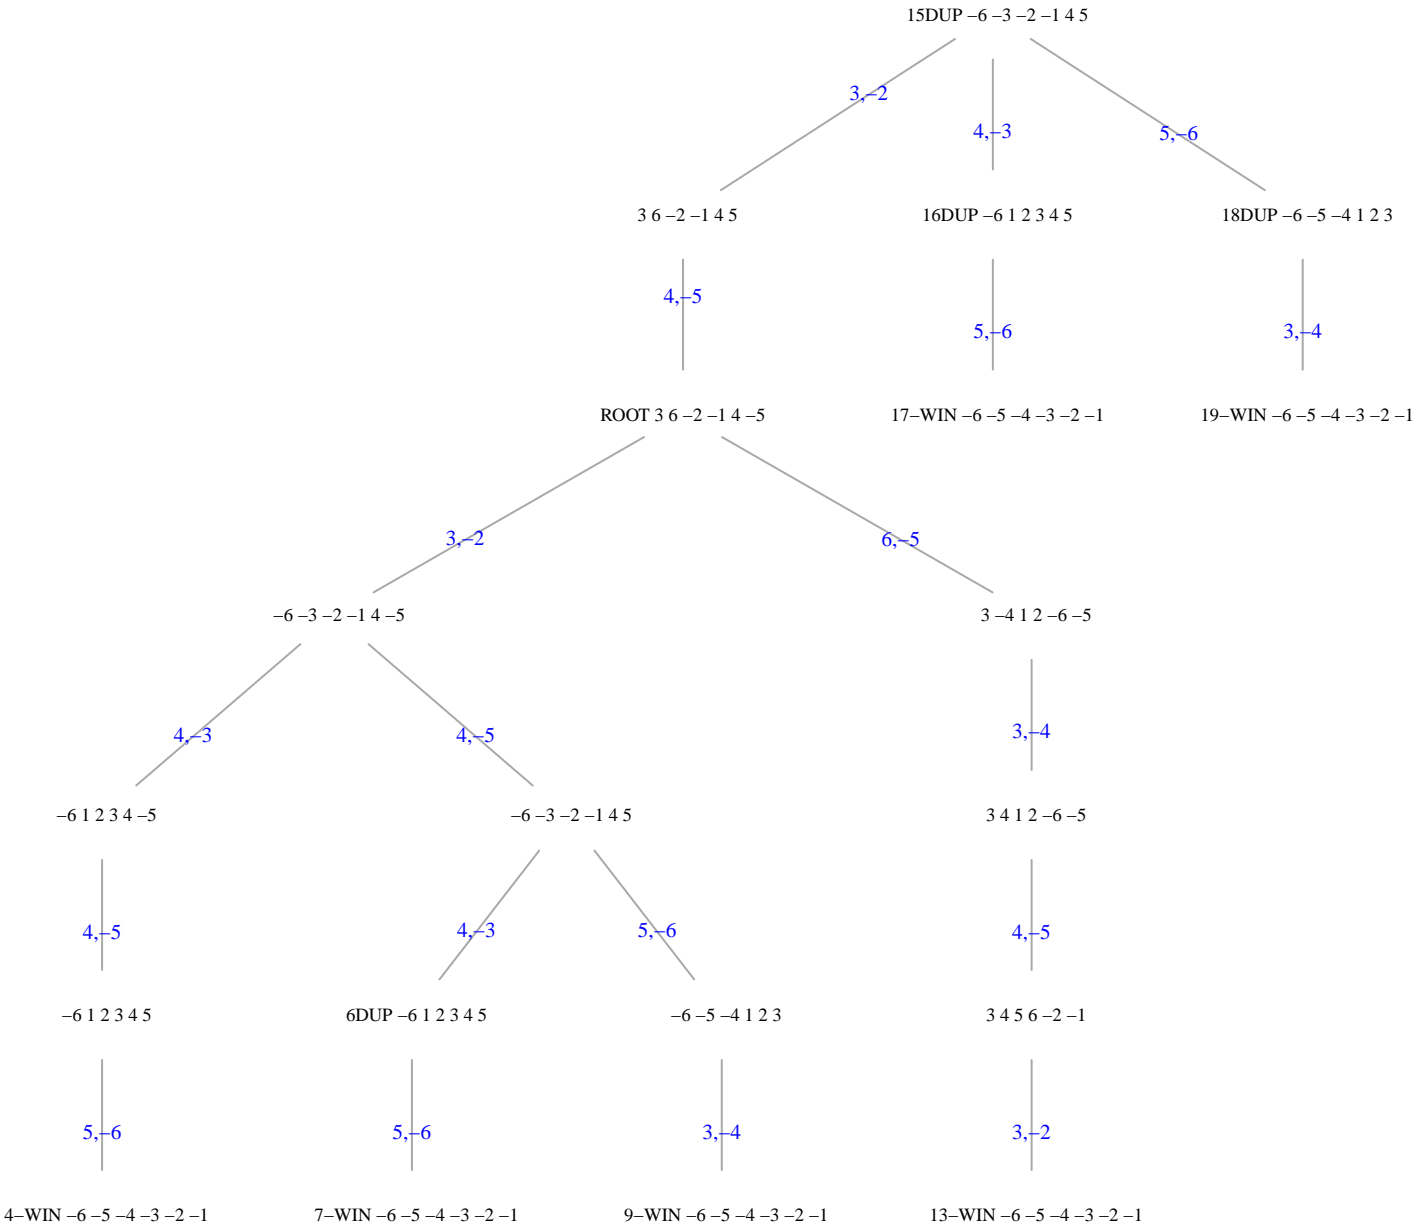 15DUP –6 –3 –2 –1 4 5
3,–2
4,–3
5,–6
3 6 –2 –1 4 5
16DUP –6 1 2 3 4 5
18DUP –6 –5 –4 1 2 3
4,–5
5,–6
3,–4
ROOT 3 6 –2 –1 4 –5
17–WIN –6 –5 –4 –3 –2 –1
19–WIN –6 –5 –4 –3 –2 –1
3,–2
6,–5
–6 –3 –2 –1 4 –5
3 –4 1 2 –6 –5
4,–3
4,–5
3,–4
–6 1 2 3 4 –5
–6 –3 –2 –1 4 5
3 4 1 2 –6 –5
4,–5
4,–3
5,–6
4,–5
–6 1 2 3 4 5
6DUP –6 1 2 3 4 5
–6 –5 –4 1 2 3
3 4 5 6 –2 –1
5,–6
5,–6
3,–4
3,–2
4–WIN –6 –5 –4 –3 –2 –1
7–WIN –6 –5 –4 –3 –2 –1
9–WIN –6 –5 –4 –3 –2 –1
13–WIN –6 –5 –4 –3 –2 –1